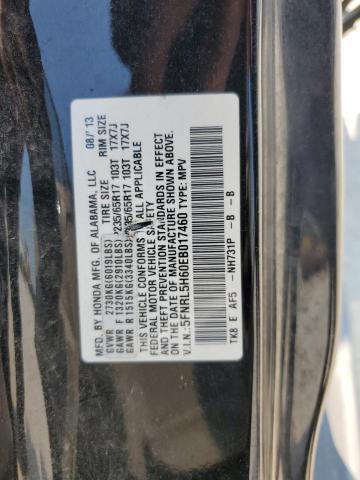 MFD. BY HONDA MFG. OF ALABAMA, LLC 08/'13
TIRE SIZE RIM SIZE
GVWR 2730KG(6019LBS)
GAWR F 1320KG(2910LBS) P235/65R17 103T 17X7J
GAWR R 1515KG(3340LBS) P235/65R17 103T 17X7J
THIS VEHICLE CONFORMS TO ALL APPLICABLE
FEDERAL MOTOR VEHICLE SAFETY
AND THEFT PREVENTION STANDARDS IN EFFECT
ON THE DATE OF MANUFACTURE SHOWN ABOVE.
V.I.N.:5FNRL5H60EB017460 TYPE: MPV
TK8 E AF5 -NH731P -B -B